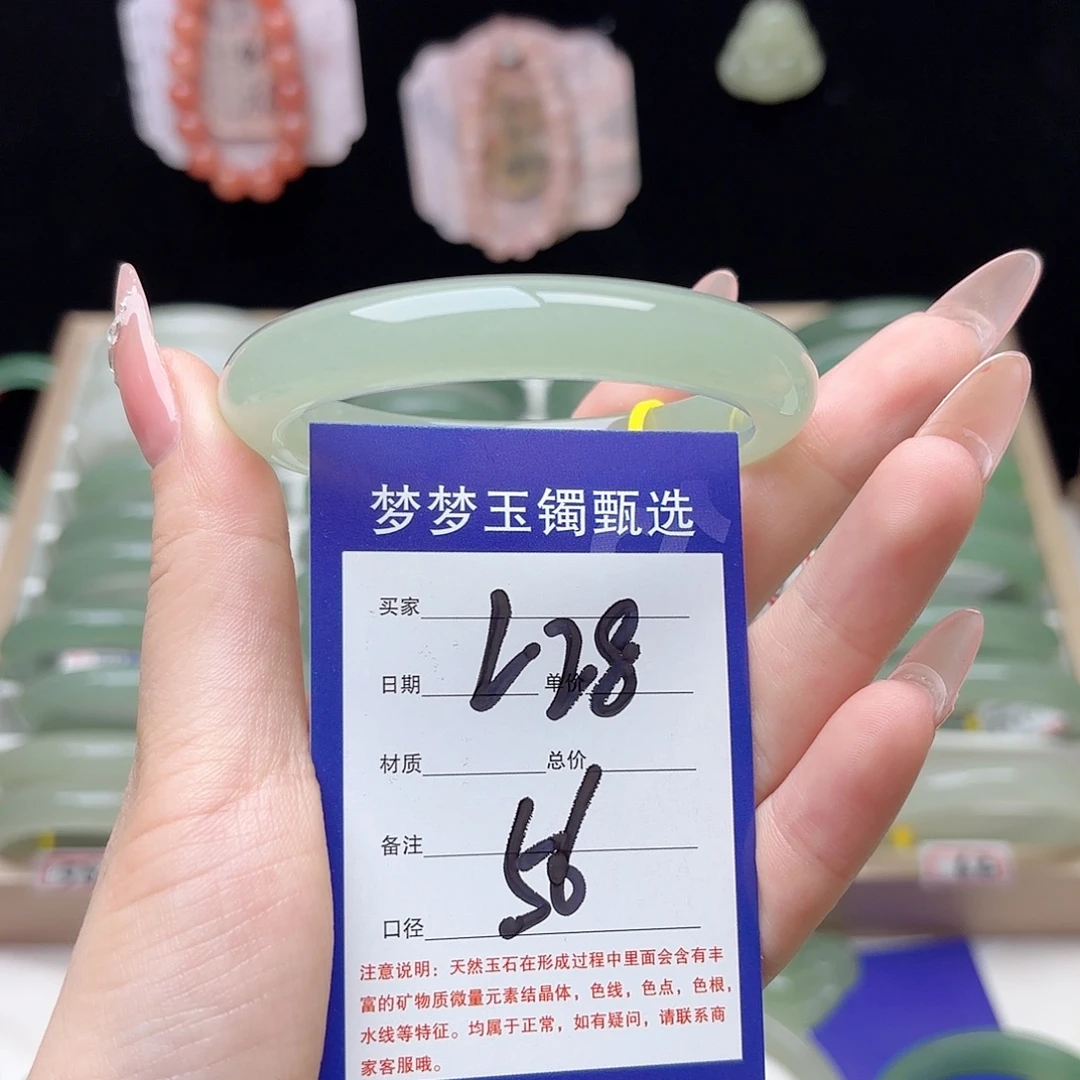 梦梦玉镯甄选
买家
L78
日期 单价
材质 总价
56
备注
口径
注意说明：天然玉石在形成过程中里面会含有丰
富的矿物质微量元素结晶体，色线，色点，色根，
水线等特征。均属于正常，如有疑问，请联系商
家客服哦。